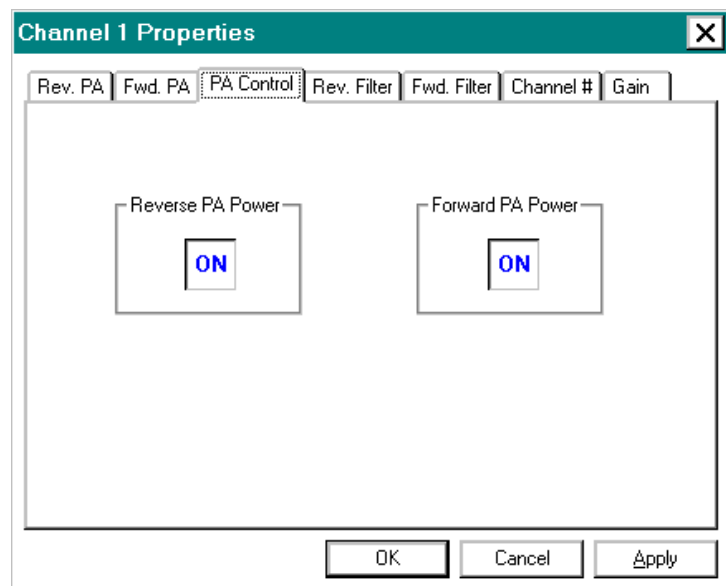 Channel 1 Properties
Rev. PA Fwd. PA PA Control Rev. Filter Fwd. Filter Channel # Gain
Reverse PA Power Forward PA Power
ON ON
OK Cancel Apply